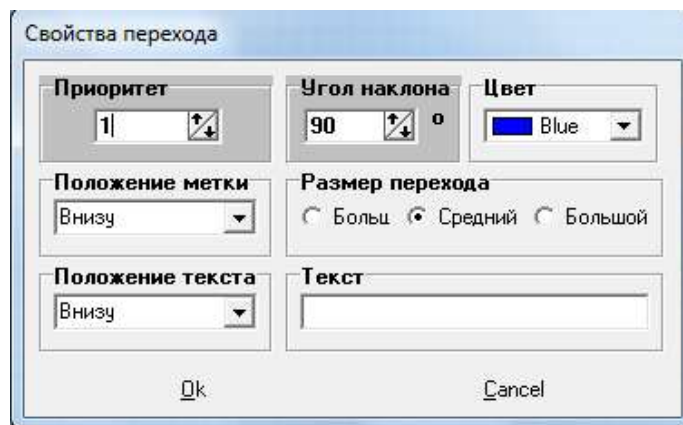 Свойства перехода
Приоритет
1
Угол наклона
90 °
Цвет
Blue
Положение метки
Внизу
Размер перехода
Больш Средний Большой
Положение текста
Внизу
Текст
Ok
Cancel